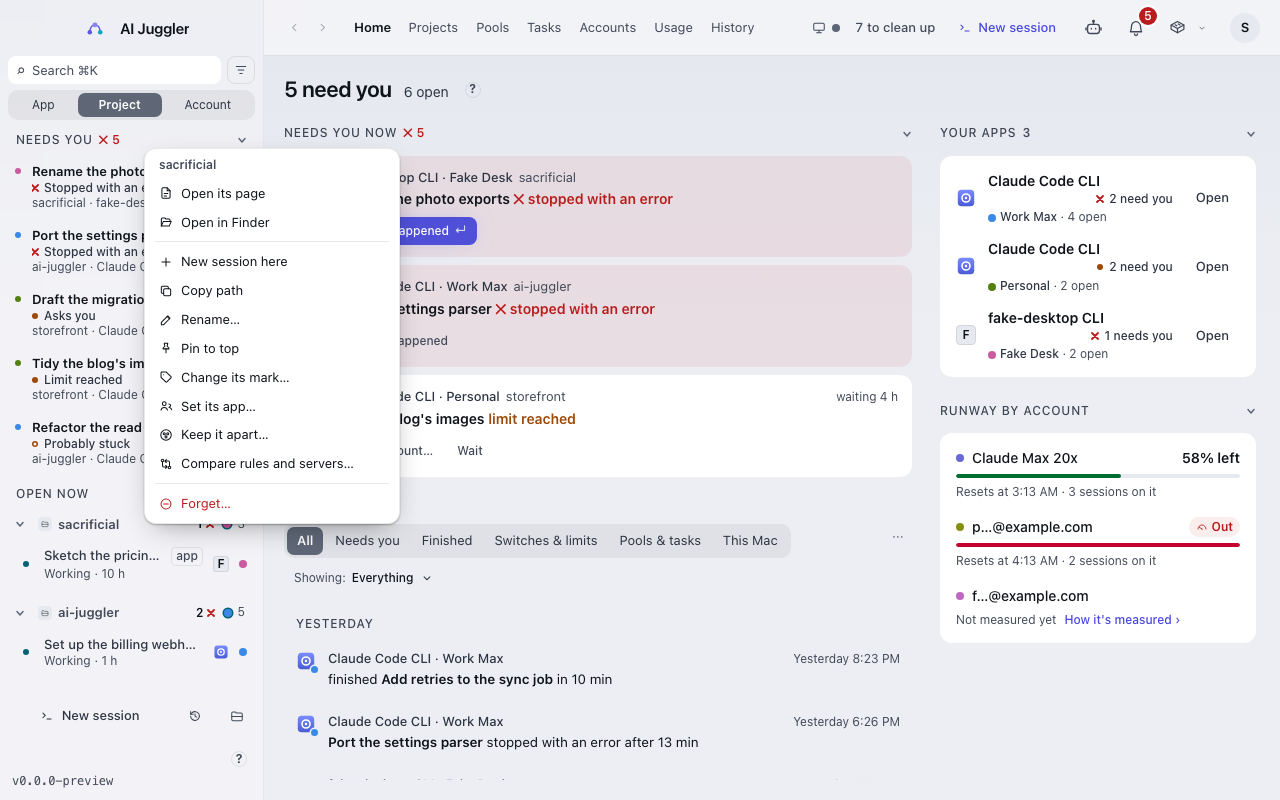 AI Juggler
Home Projects Pools Tasks Accounts Usage History
7 to clean up
New session
5
S
Search ⌘K
App Project Account
NEEDS YOU 5
Rename the photo
Stopped with an e
sacrificial · fake-des
Port the settings p
Stopped with an e
ai-juggler · Claude C
Draft the migratio
Asks you
storefront · Claude C
Tidy the blog's im
Limit reached
storefront · Claude C
Refactor the read
Probably stuck
ai-juggler · Claude C
OPEN NOW
sacrificial
Sketch the pricin... app F
Working · 10 h
ai-juggler 2 5
Set up the billing webh...
Working · 1 h
New session
?
v0.0.0-preview
sacrificial
Open its page
Open in Finder
New session here
Copy path
Rename...
Pin to top
Change its mark...
Set its app...
Keep it apart...
Compare rules and servers...
Forget...
5 need you 6 open ?
NEEDS YOU NOW 5
CLI · Fake Desk sacrificial
photo exports stopped with an error
appened
CLI · Work Max ai-juggler
ettings parser stopped with an error
appened
CLI · Personal storefront waiting 4 h
log's images limit reached
ount... Wait
All Needs you Finished Switches & limits Pools & tasks This Mac ...
Showing: Everything
YESTERDAY
Claude Code CLI · Work Max Yesterday 8:23 PM
finished Add retries to the sync job in 10 min
Claude Code CLI · Work Max Yesterday 6:26 PM
Port the settings parser stopped with an error after 13 min
YOUR APPS 3
Claude Code CLI
2 need you Open
Work Max · 4 open
Claude Code CLI
2 need you Open
Personal · 2 open
fake-desktop CLI
F 1 needs you Open
Fake Desk · 2 open
RUNWAY BY ACCOUNT
Claude Max 20x 58% left
Resets at 3:13 AM · 3 sessions on it
p...@example.com Out
Resets at 4:13 AM · 2 sessions on it
f...@example.com
Not measured yet How it's measured ›